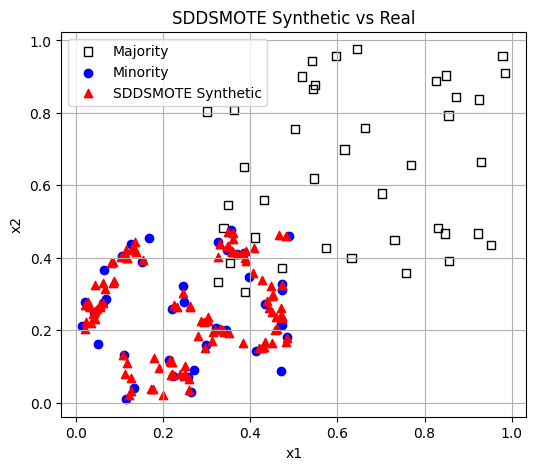 SDDSMOTE Synthetic vs Real
Majority
Minority
SDDSMOTE Synthetic
1.0
0.8
0.6
0.4
0.2
0.0
x2
0.0 0.2 0.4 0.6 0.8 1.0
x1